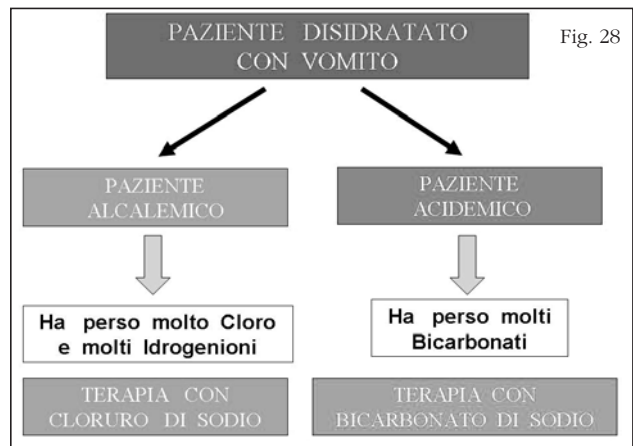 PAZIENTE DISIDRATATO
CON VOMITO
Fig. 28
PAZIENTE
ALCALEMICO
PAZIENTE
ACIDEMICO
Ha perso molto Cloro
e molti Idrogenioni
Ha perso molti
Bicarbonati
TERAPIA CON
CLORURO DI SODIO
TERAPIA CON
BICARBONATO DI SODIO